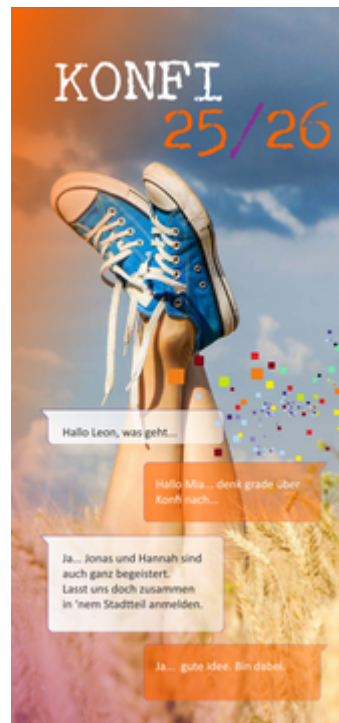 KONFI
25/26
Hallo Leon, was geht...
Hallo Mia... denk grade über
Konfi nach...
Ja... Jonas und Hannah sind
auch ganz begeistert.
Lasst uns doch zusammen
in 'nem Stadtteil anmelden.
Ja... gute Idee. Bin dabei.